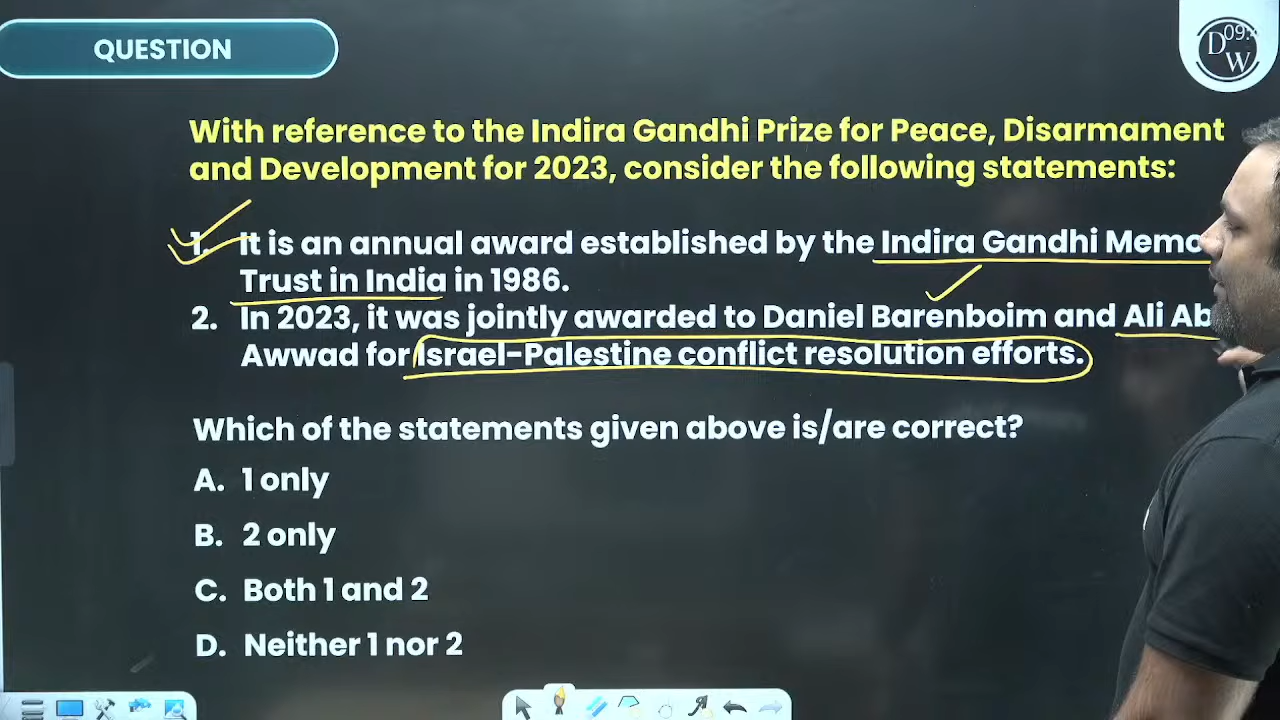 QUESTION
09:
D
W
With reference to the Indira Gandhi Prize for Peace, Disarmament
and Development for 2023, consider the following statements:
1. It is an annual award established by the Indira Gandhi
Trust in India in 1986.
2. In 2023, it was jointly awarded to Daniel Barenboim and Ali
Awwad for Israel-Palestine conflict resolution efforts.
Which of the statements given above is/are correct?
A. 1 only
B. 2 only
C. Both 1 and 2
D. Neither 1 nor 2